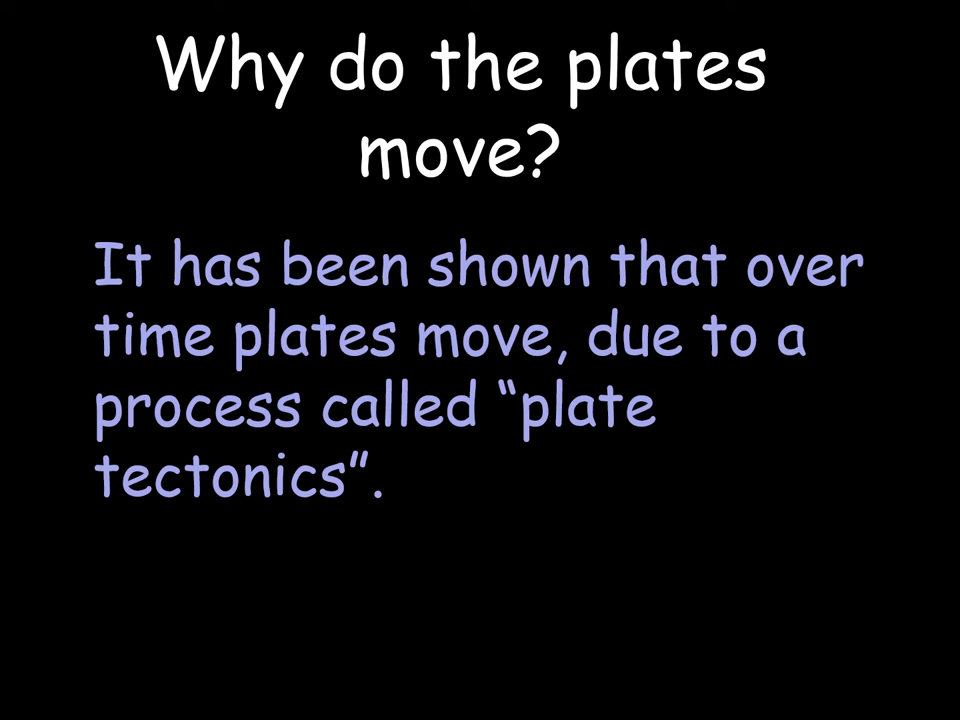 Why do the plates
move?
It has been shown that over
time plates move, due to a
process called “plate
tectonics”.